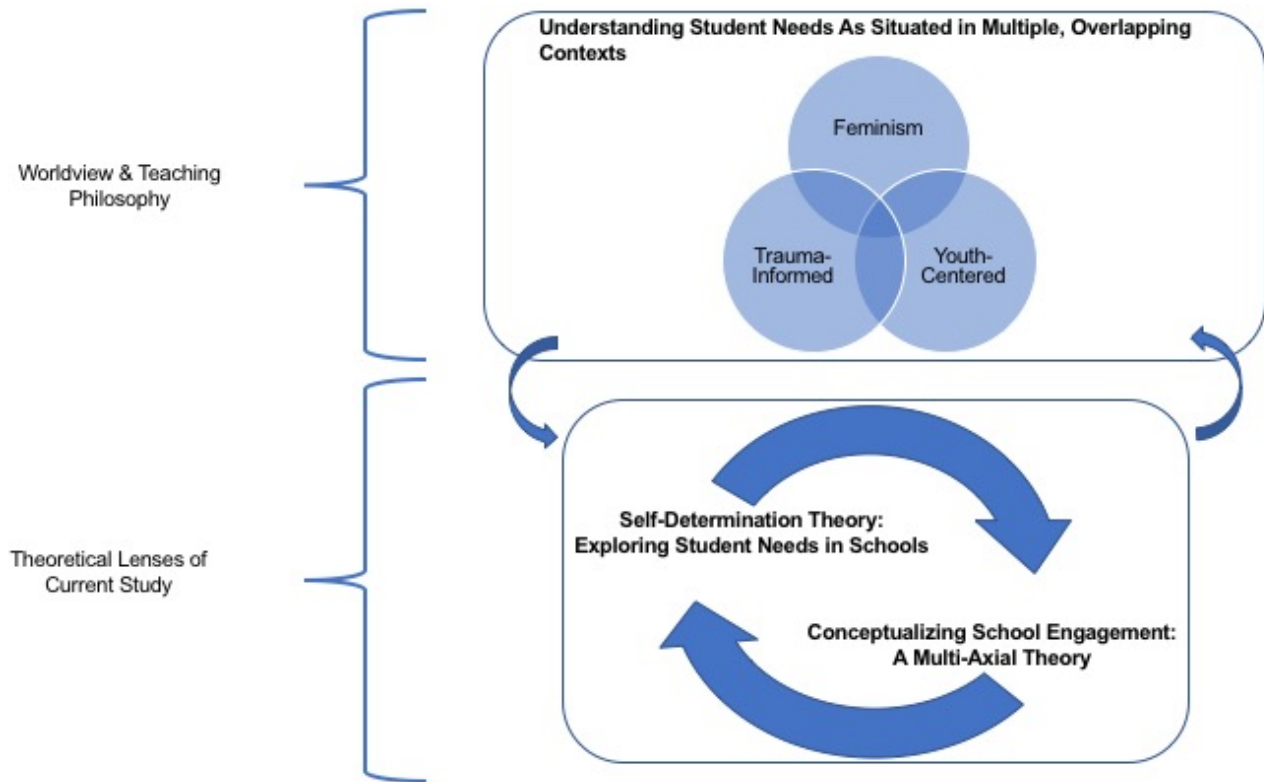 Understanding Student Needs As Situated in Multiple, Overlapping
Contexts
Feminism
Worldview & Teaching
Philosophy
Trauma-
Informed
Youth-
Centered
Self-Determination Theory:
Exploring Student Needs in Schools
Theoretical Lenses of
Current Study
Conceptualizing School Engagement:
A Multi-Axial Theory